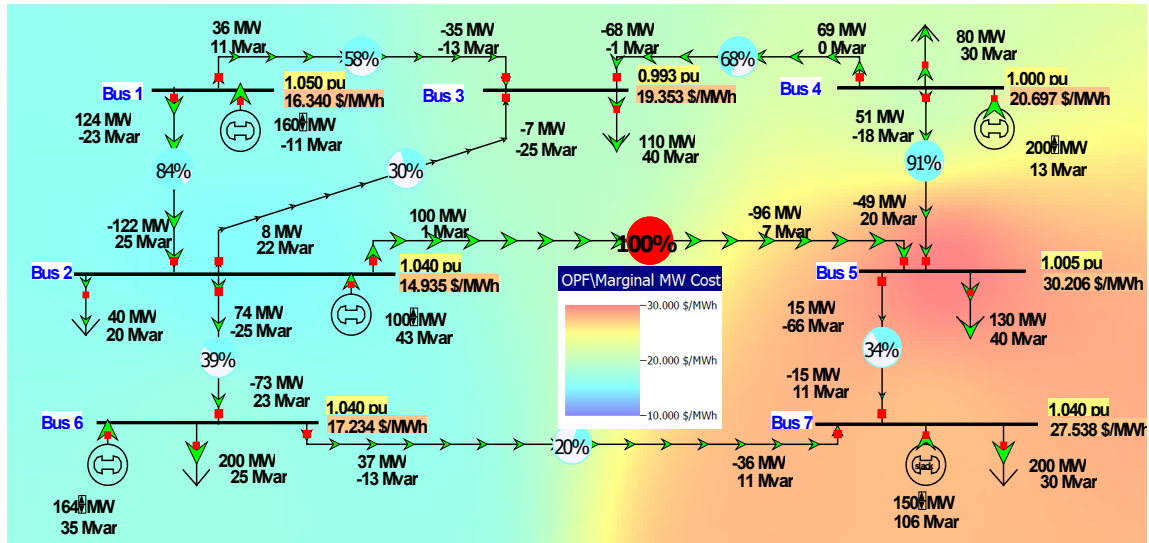 36 MW
11 Mvar
58%
-35 MW
-13 Mvar
-68 MW
-1 Mvar
68%
69 MW
0 Mvar
80 MW
30 Mvar
Bus 1
1.050 pu
16.340 $/MWh
Bus 3
0.993 pu
19.353 $/MWh
Bus 4
1.000 pu
20.697 $/MWh
124 MW
-23 Mvar
160 MW
-11 Mvar
-7 MW
-25 Mvar
110 MW
40 Mvar
51 MW
-18 Mvar
200 MW
13 Mvar
84%
30%
91%
-122 MW
25 Mvar
8 MW
22 Mvar
100 MW
1 Mvar
100%
-96 MW
7 Mvar
-49 MW
20 Mvar
Bus 2
1.040 pu
14.935 $/MWh
Bus 5
1.005 pu
30.206 $/MWh
OPF\Marginal MW Cost
30.000 $/MWh
20.000 $/MWh
10.000 $/MWh
40 MW
20 Mvar
74 MW
-25 Mvar
100 MW
43 Mvar
15 MW
-66 Mvar
130 MW
40 Mvar
39%
34%
-73 MW
23 Mvar
-15 MW
11 Mvar
Bus 6
1.040 pu
17.234 $/MWh
Bus 7
1.040 pu
27.538 $/MWh
20%
200 MW
25 Mvar
37 MW
-13 Mvar
-36 MW
11 Mvar
slack
200 MW
30 Mvar
164 MW
35 Mvar
150 MW
106 Mvar